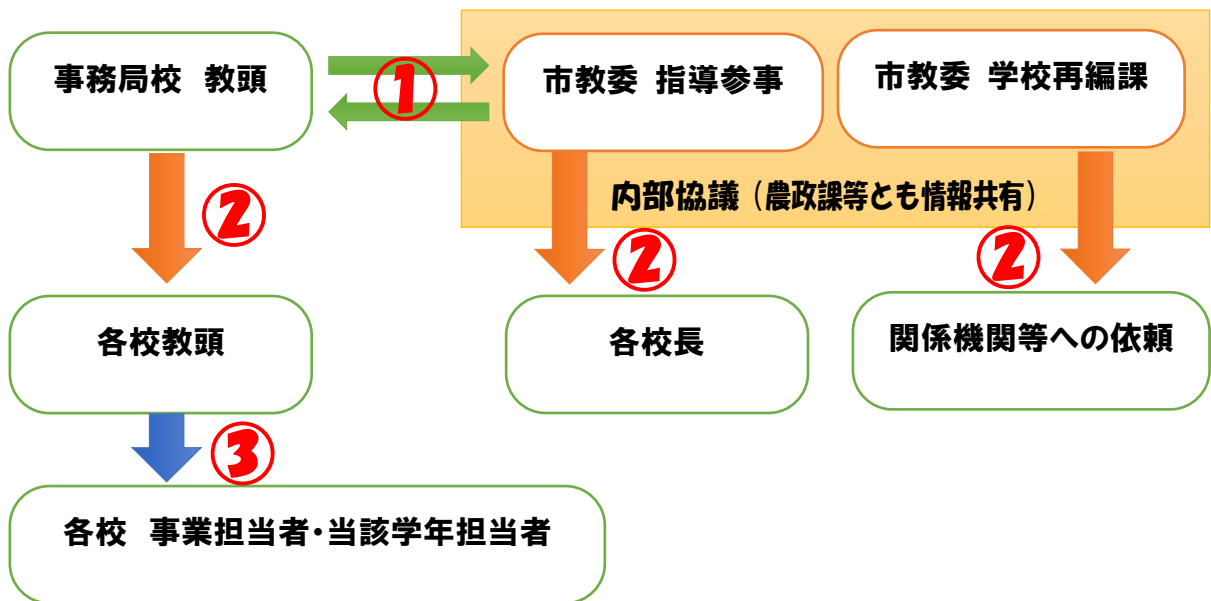 事務局校 教頭
①
市教委 指導参事
市教委 学校再編課
内部協議（農政課等とも情報共有）
②
②
②
各校教頭
各校長
関係機関等への依頼
③
各校 事業担当者・当該学年担当者